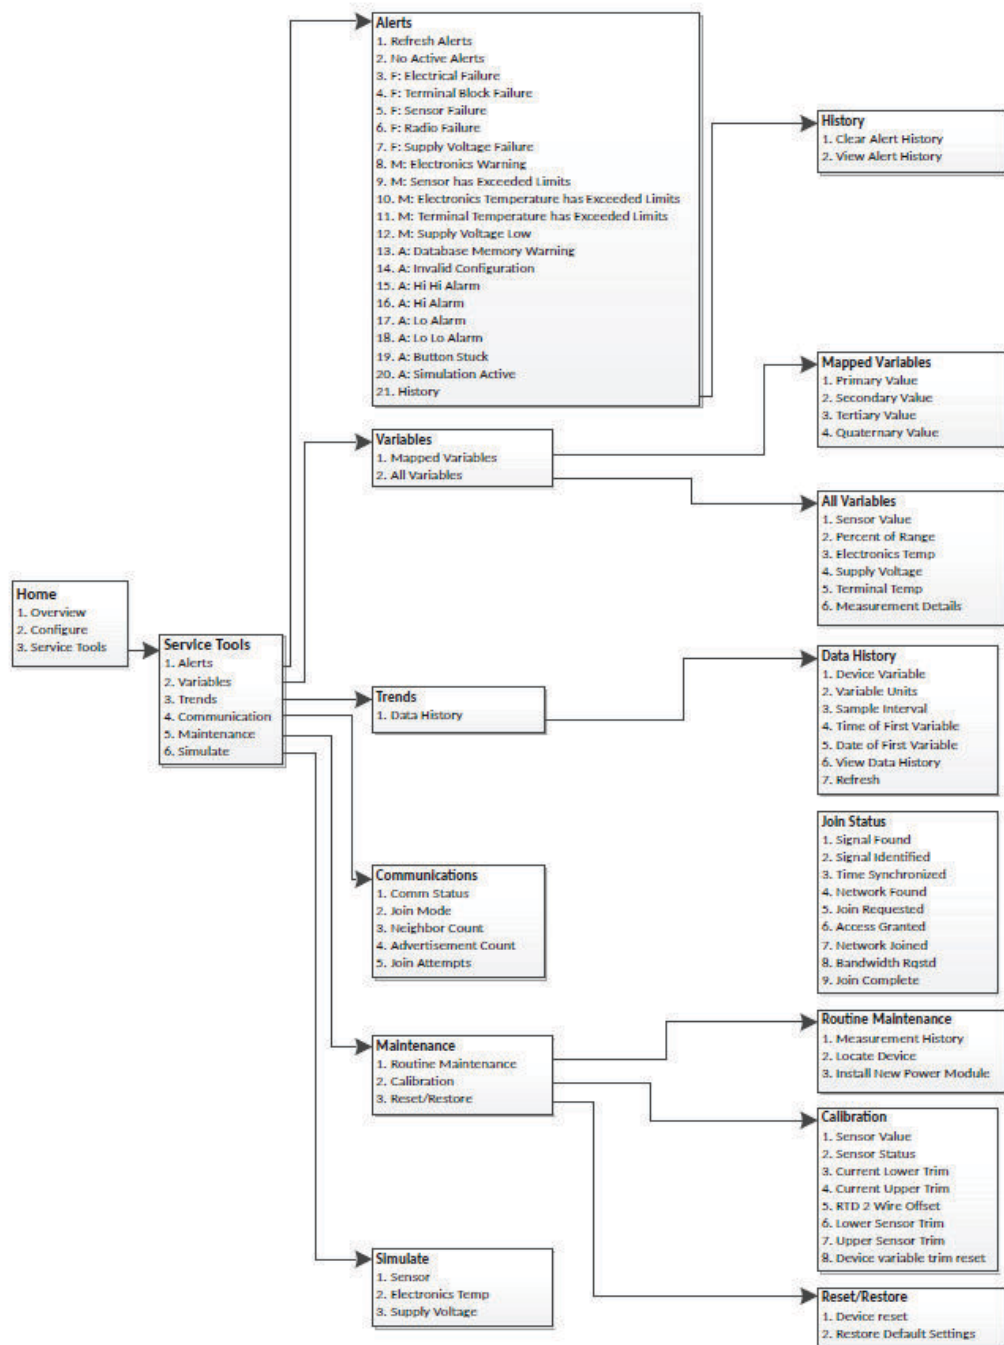 Home
1. Overview
2. Configure
3. Service Tools
Service Tools
1. Alerts
2. Variables
3. Trends
4. Communication
5. Maintenance
6. Simulate
Alerts
1. Refresh Alerts
2. No Active Alerts
3. F: Electrical Failure
4. F: Terminal Block Failure
5. F: Sensor Failure
6. F: Radio Failure
7. F: Supply Voltage Failure
8. M: Electronics Warning
9. M: Sensor has Exceeded Limits
10. M: Electronics Temperature has Exceeded Limits
11. M: Terminal Temperature has Exceeded Limits
12. M: Supply Voltage Low
13. A: Database Memory Warning
14. A: Invalid Configuration
15. A: Hi Hi Alarm
16. A: Hi Alarm
17. A: Lo Alarm
18. A: Lo Lo Alarm
19. A: Button Stuck
20. A: Simulation Active
21. History
History
1. Clear Alert History
2. View Alert History
Variables
1. Mapped Variables
2. All Variables
Mapped Variables
1. Primary Value
2. Secondary Value
3. Tertiary Value
4. Quaternary Value
All Variables
1. Sensor Value
2. Percent of Range
3. Electronics Temp
4. Supply Voltage
5. Terminal Temp
6. Measurement Details
Trends
1. Data History
Data History
1. Device Variable
2. Variable Units
3. Sample Interval
4. Time of First Variable
5. Date of First Variable
6. View Data History
7. Refresh
Communications
1. Comm Status
2. Join Mode
3. Neighbor Count
4. Advertisement Count
5. Join Attempts
Join Status
1. Signal Found
2. Signal Identified
3. Time Synchronized
4. Network Found
5. Join Requested
6. Access Granted
7. Network Joined
8. Bandwidth Rqstd
9. Join Complete
Maintenance
1. Routine Maintenance
2. Calibration
3. Reset/Restore
Routine Maintenance
1. Measurement History
2. Locate Device
3. Install New Power Module
Calibration
1. Sensor Value
2. Sensor Status
3. Current Lower Trim
4. Current Upper Trim
5. RTD 2 Wire Offset
6. Lower Sensor Trim
7. Upper Sensor Trim
8. Device variable trim reset
Simulate
1. Sensor
2. Electronics Temp
3. Supply Voltage
Reset/Restore
1. Device reset
2. Restore Default Settings